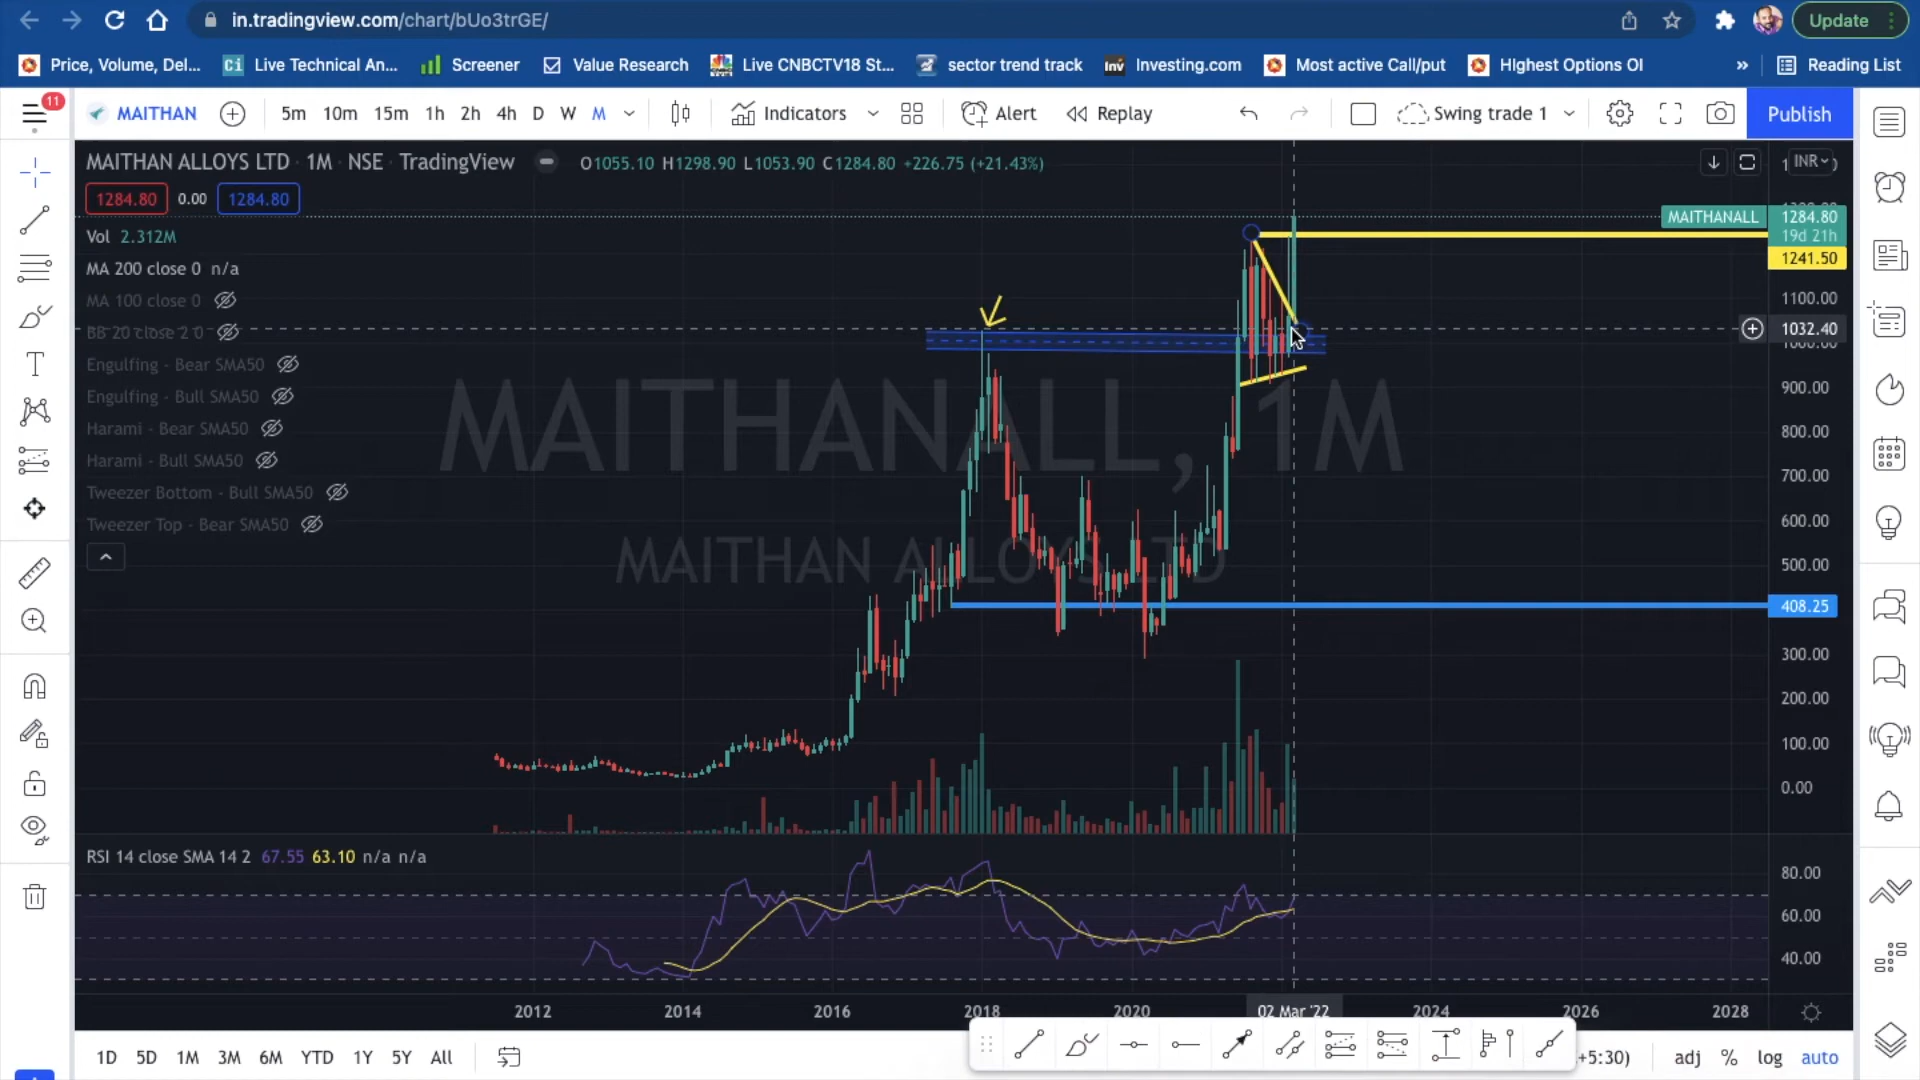 in.tradingview.com/chart/bUo3trGE/
Update
Price, Volume, Del... Live Technical An... Screener Value Research Live CNBCTV18 St... sector trend track Investing.com Most active Call/put HIghest Options OI » Reading List
11
MAITHAN 5m 10m 15m 1h 2h 4h D W M Indicators Alert Replay Swing trade 1 Publish
MAITHAN ALLOYS LTD · 1M · NSE · TradingView O1055.10 H1298.90 L1053.90 C1284.80 +226.75 (+21.43%) INR
1284.80 0.00 1284.80
MAITHANALL 1284.80
19d 21h
Vol 2.312M
1241.50
MA 200 close 0 n/a
MA 100 close 0
1100.00
BB 20 close 2 0
1032.40
1000.00
Engulfing - Bear SMA50
900.00
Engulfing - Bull SMA50
Harami - Bear SMA50
800.00
MAITHANALL, 1M
Harami - Bull SMA50
700.00
Tweezer Bottom - Bull SMA50
600.00
Tweezer Top - Bear SMA50
MAITHAN ALLOYS LTD
500.00
408.25
300.00
200.00
100.00
0.00
RSI 14 close SMA 14 2 67.55 63.10 n/a n/a
80.00
60.00
40.00
2012 2014 2016 2018 2020 02 Mar '22 2024 2026 2028
1D 5D 1M 3M 6M YTD 1Y 5Y All +5:30) adj % log auto